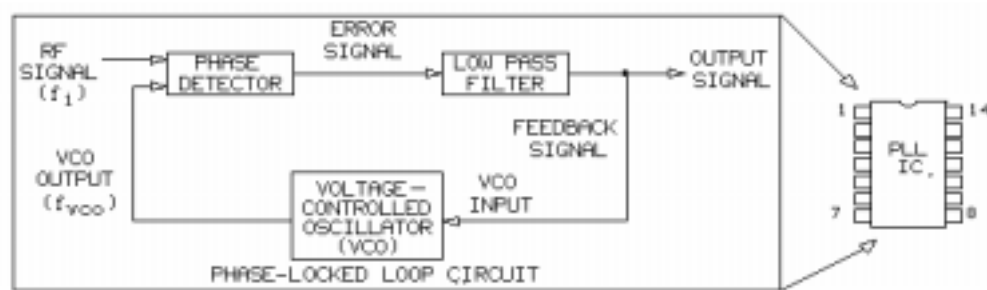 RF
SIGNAL
(f1)
PHASE
DETECTOR
ERROR
SIGNAL
LOW PASS
FILTER
OUTPUT
SIGNAL
FEEDBACK
SIGNAL
VCO
OUTPUT
(fVCO)
VOLTAGE-
CONTROLLED
OSCILLATOR
(VCO)
VCO
INPUT
PHASE-LOCKED LOOP CIRCUIT
1
14
PLL
IC.
7
8